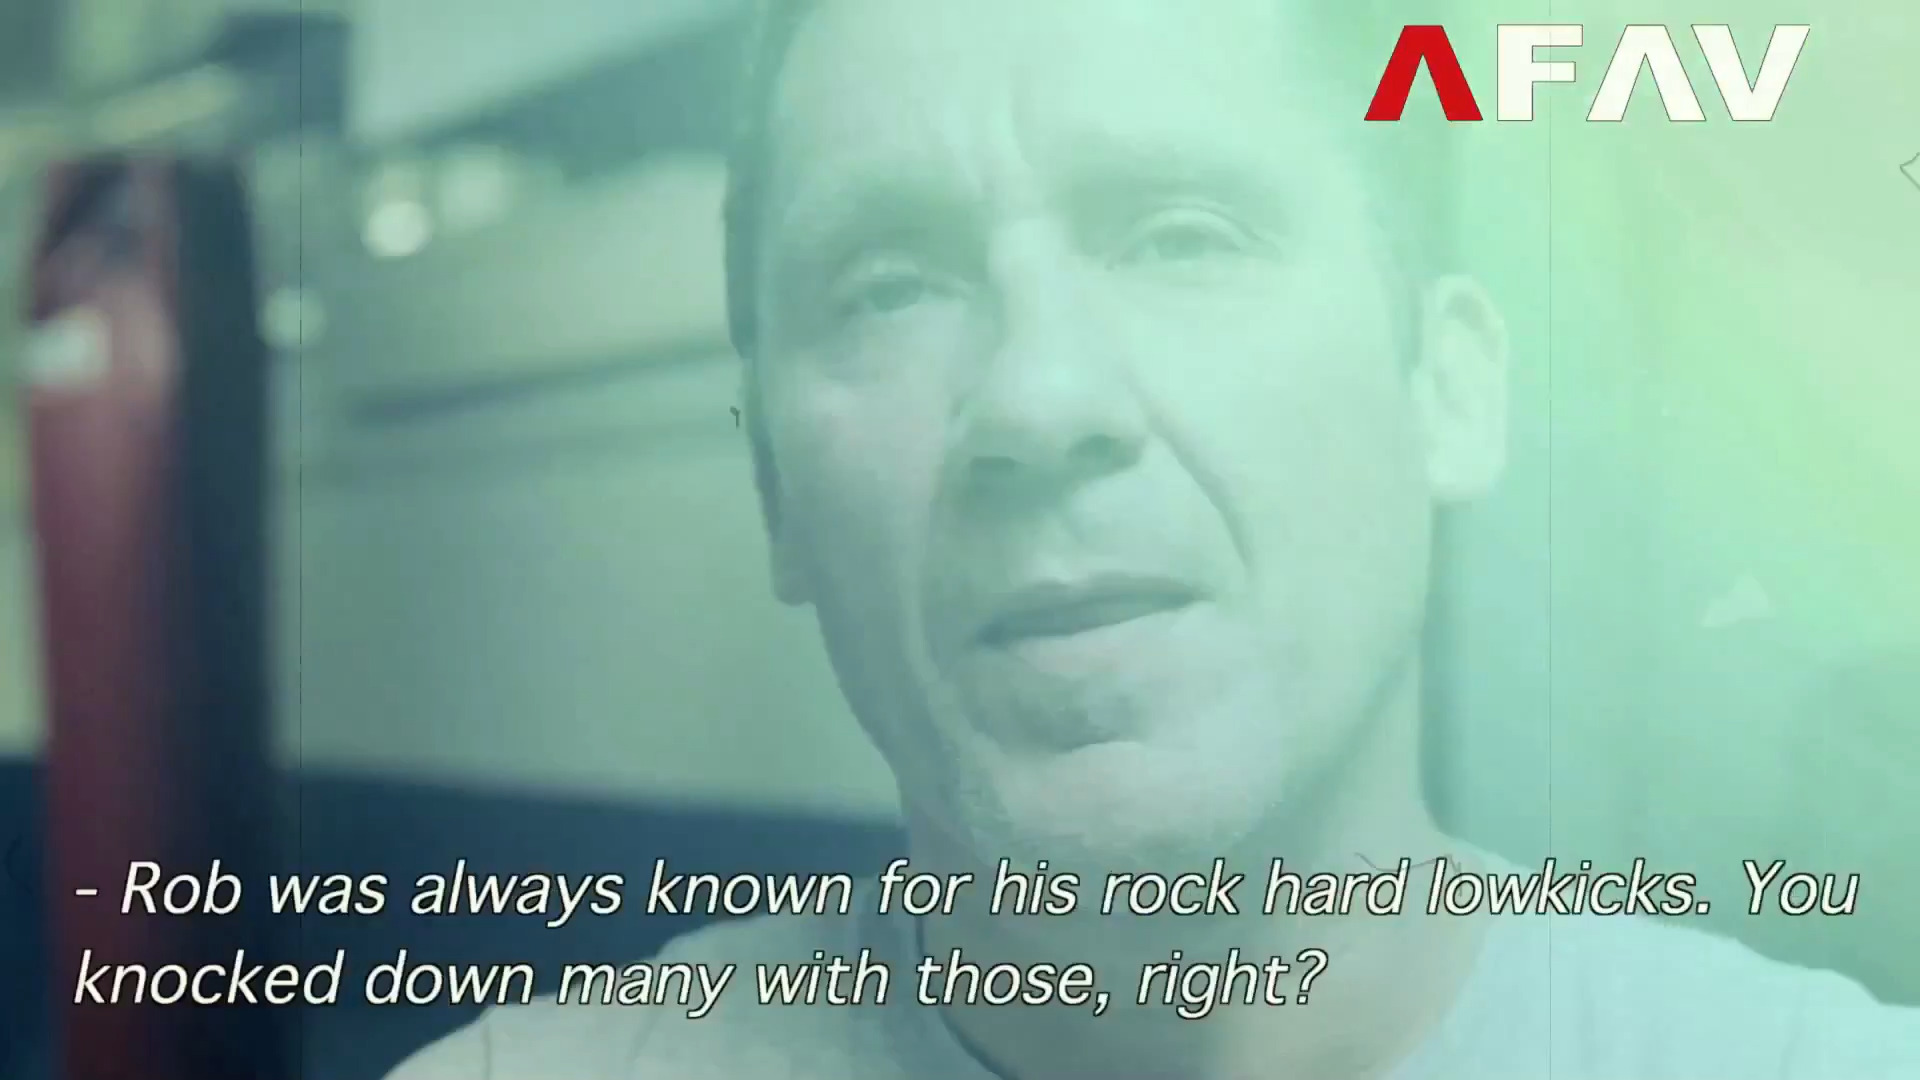 AFAV
- Rob was always known for his rock hard lowkicks. You
knocked down many with those, right?